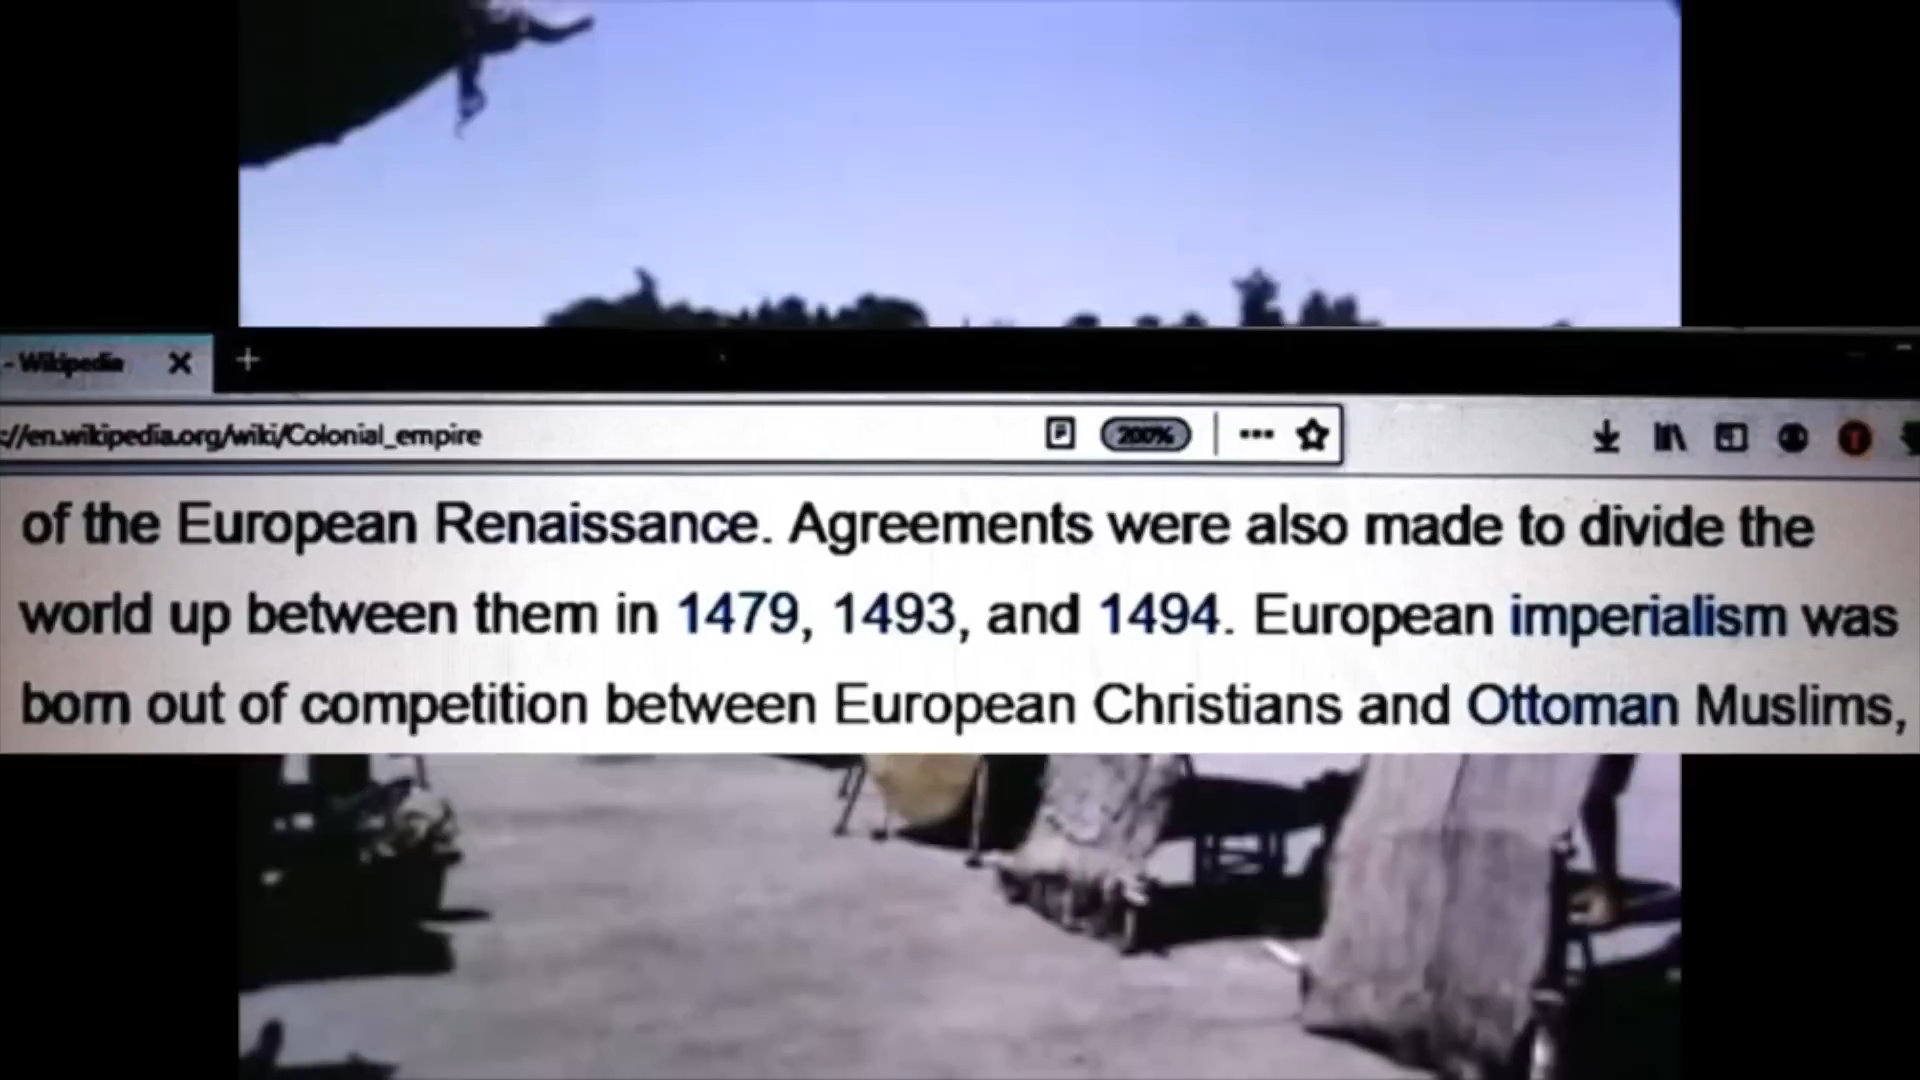 - Wikipedia
://en.wikipedia.org/wiki/Colonial_empire
200%
of the European Renaissance. Agreements were also made to divide the
world up between them in 1479, 1493, and 1494. European imperialism was
born out of competition between European Christians and Ottoman Muslims,